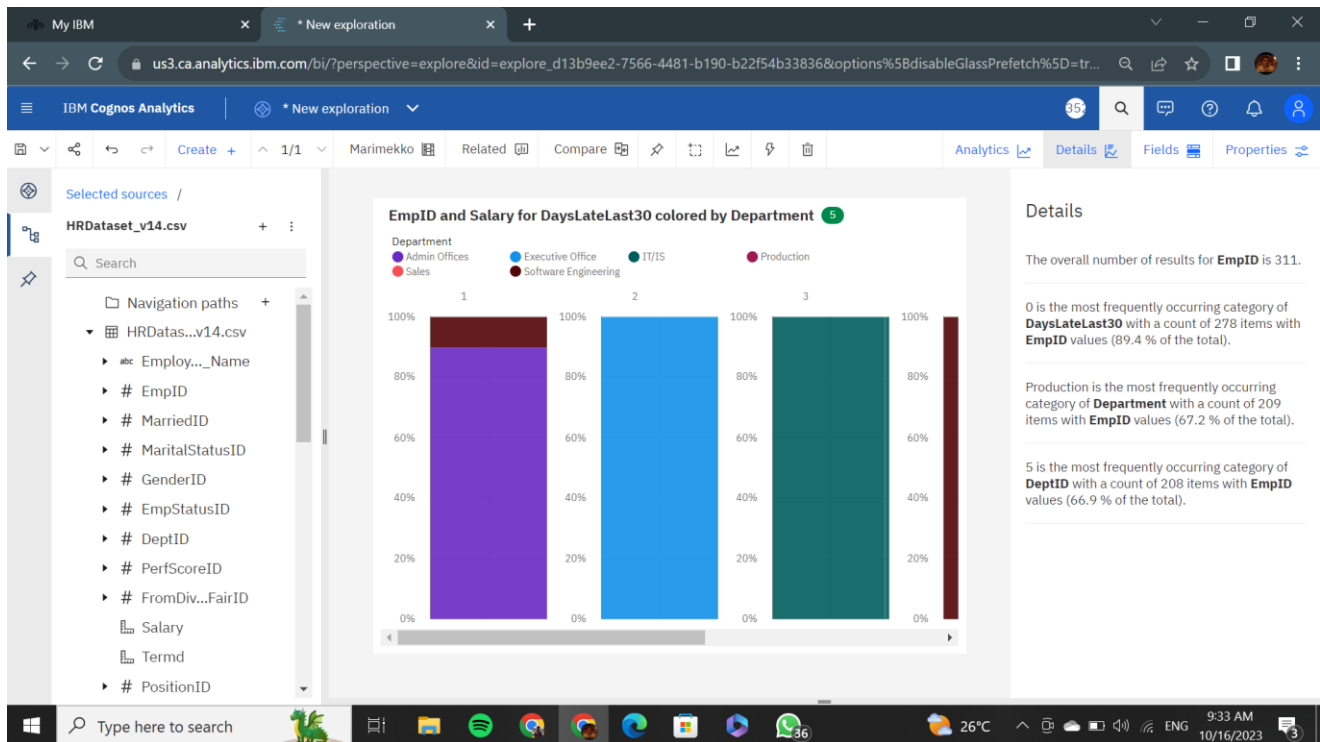 My IBM
* New exploration
us3.ca.analytics.ibm.com/bi/?perspective=explore&id=explore_d13b9ee2-7566-4481-b190-b22f54b33836&options%5BdisableGlassPrefetch%5D=tr...
IBM Cognos Analytics
* New exploration
Create +
1/1
Marimekko
Related
Compare
Analytics
Details
Fields
Properties
Selected sources /
HRDataset_v14.csv
Search
Navigation paths
HRDatas...v14.csv
abc Employ..._Name
# EmpID
# MarriedID
# MaritalStatusID
# GenderID
# EmpStatusID
# DeptID
# PerfScoreID
# FromDiv...FairID
Salary
Termd
# PositionID
EmpID and Salary for DaysLateLast30 colored by Department 5
Department
Admin Offices Executive Office IT/IS Production
Sales Software Engineering
1 2 3
100% 100% 100% 100%
80% 80% 80% 80%
60% 60% 60% 60%
40% 40% 40% 40%
20% 20% 20% 20%
0% 0% 0% 0%
Details
The overall number of results for EmpID is 311.
0 is the most frequently occurring
category of
DaysLateLast30 with a count of 278 items with
EmpID values (89.4 % of the total).
Production is the most frequently occurring
category of Department with a count of 209
items with EmpID values (67.2 % of the total).
5 is the most frequently occurring category of
DeptID with a count of 208 items with EmpID
values (66.9 % of the total).
Type here to search
36
26°C
ENG
9:33 AM
10/16/2023
3